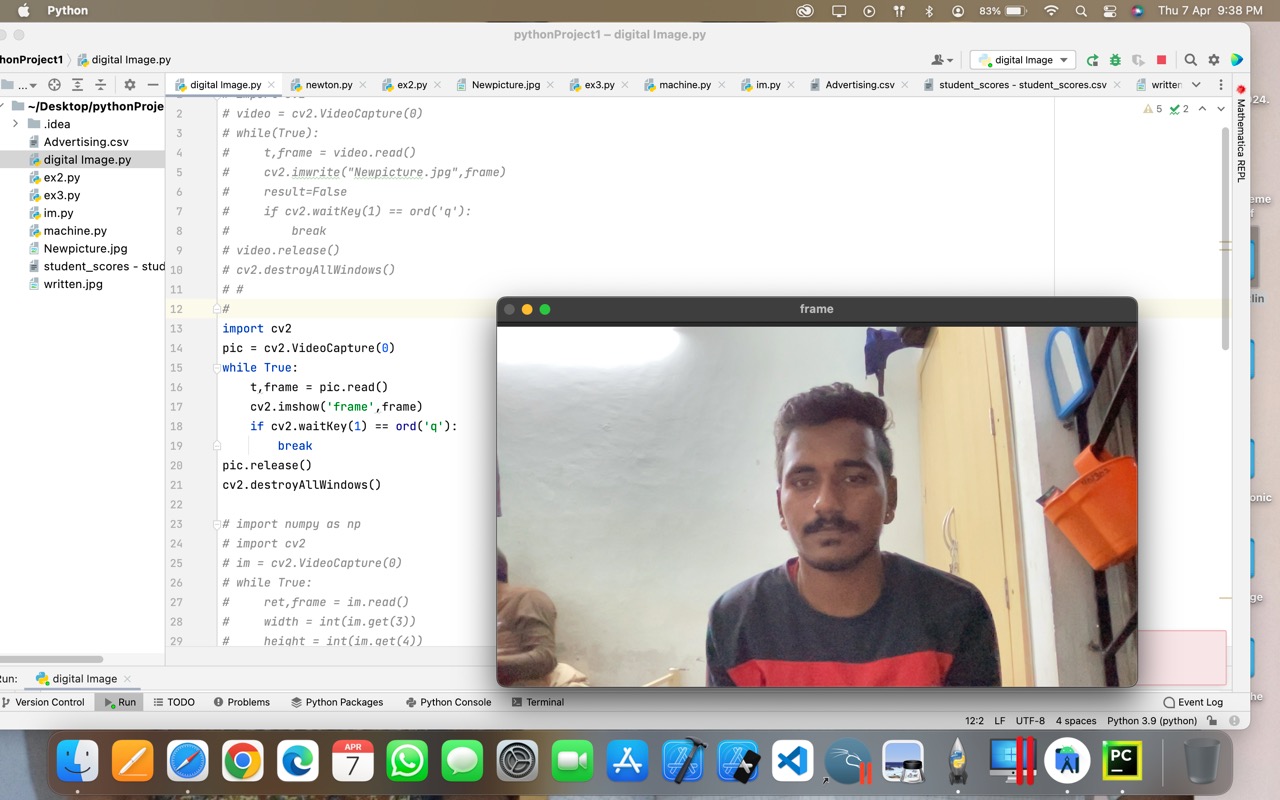 Python
83%
Thu 7 Apr 9:38 PM
pythonProject1 – digital Image.py
honProject1
digital Image.py
digital Image
digital Image.py
newton.py
ex2.py
Newpicture.jpg
ex3.py
machine.py
im.py
Advertising.csv
student_scores - student_scores.csv
written
~/Desktop/pythonProje
.idea
Advertising.csv
digital Image.py
ex2.py
ex3.py
im.py
machine.py
Newpicture.jpg
student_scores - stud
written.jpg
5 2
Mathematica REPL
2 # video = cv2.VideoCapture(0)
3 # while(True):
4 #     t,frame = video.read()
5 #     cv2.imwrite("Newpicture.jpg",frame)
6 #     result=False
7 #     if cv2.waitKey(1) == ord('q'):
8 #         break
9 # video.release()
10 # cv2.destroyAllWindows()
11 # #
12 #
13 import cv2
14 pic = cv2.VideoCapture(0)
15 while True:
16     t,frame = pic.read()
17     cv2.imshow('frame',frame)
18     if cv2.waitKey(1) == ord('q'):
19         break
20 pic.release()
21 cv2.destroyAllWindows()
22
23 # import numpy as np
24 # import cv2
25 # im = cv2.VideoCapture(0)
26 # while True:
27 #     ret,frame = im.read()
28 #     width = int(im.get(3))
29 #     height = int(im.get(4))
frame
024.
eme
f
tlin
onic
ge
he
Run:
digital Image
Version Control
Run
TODO
Problems
Python Packages
Python Console
Terminal
Event Log
12:2 LF UTF-8 4 spaces Python 3.9 (python)
APR
7
PC